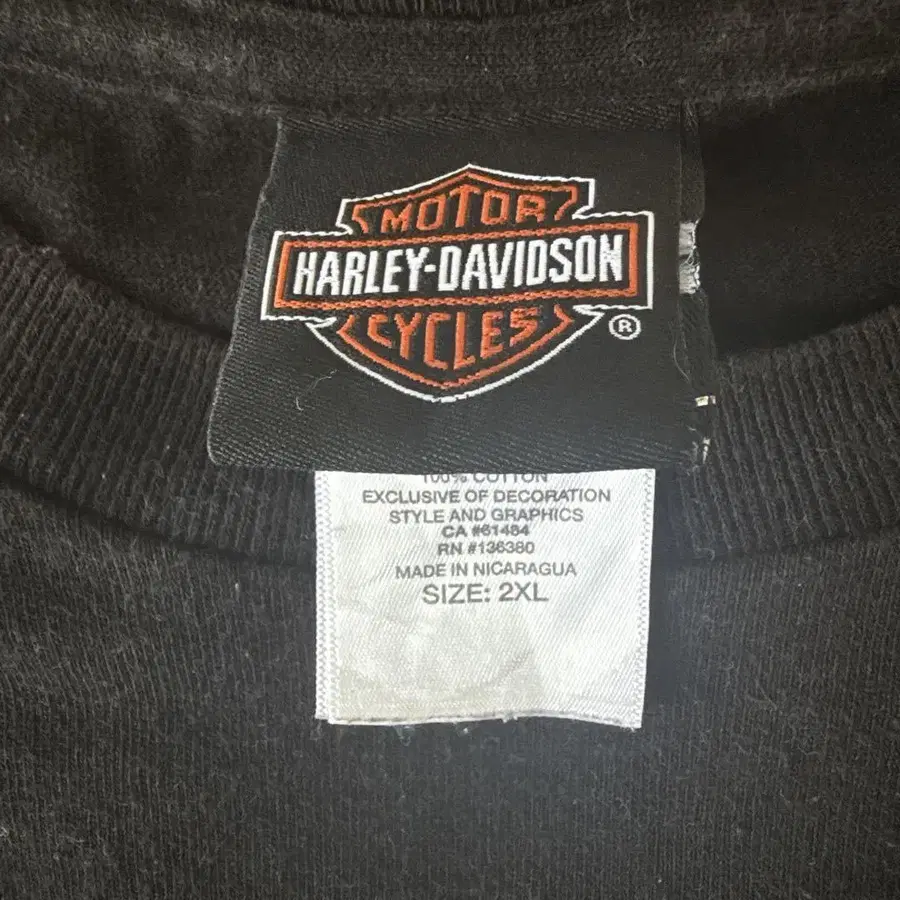 MOTOR
HARLEY-DAVIDSON
CYCLES
®
100% COTTON
EXCLUSIVE OF DECORATION
STYLE AND GRAPHICS
CA #61484
RN #136380
MADE IN NICARAGUA
SIZE: 2XL